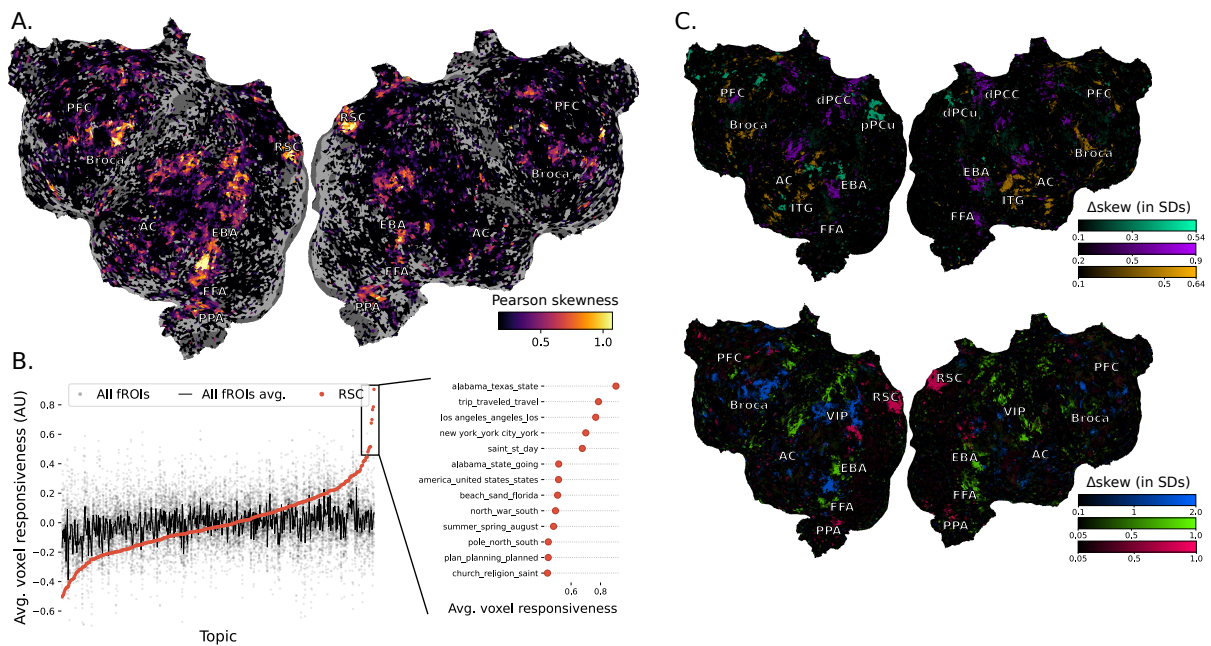 A.
PFC
Broca
RSC
AC
EBA
FFA
PPA
RSC
PFC
Broca
EBA
AC
FFA
PPA
Pearson skewness
0.5
1.0
B.
All fROIs
All fROIs avg.
RSC
Avg. voxel responsiveness (AU)
0.8
0.6
0.4
0.2
0.0
−0.2
−0.4
−0.6
Topic
alabama_texas_state
trip_traveled_travel
los angeles_angeles_los
new york_york city_york
saint_st_day
alabama_state_going
america_united states_states
beach_sand_florida
north_war_south
summer_spring_august
pole_north_south
plan_planning_planned
church_religion_saint
0.6
0.8
Avg. voxel responsiveness
C.
PFC
dPCC
pPCu
Broca
AC
EBA
ITG
FFA
dPCC
PFC
dPCu
Broca
EBA
AC
ITG
FFA
Δskew (in SDs)
0.1
0.3
0.54
0.2
0.5
0.9
0.1
0.5
0.64
PFC
RSC
Broca
VIP
AC
EBA
FFA
PPA
RSC
PFC
VIP
Broca
EBA
AC
FFA
PPA
Δskew (in SDs)
0.1
1
2.0
0.1
0.5
1.0
0.05
0.5
1.0